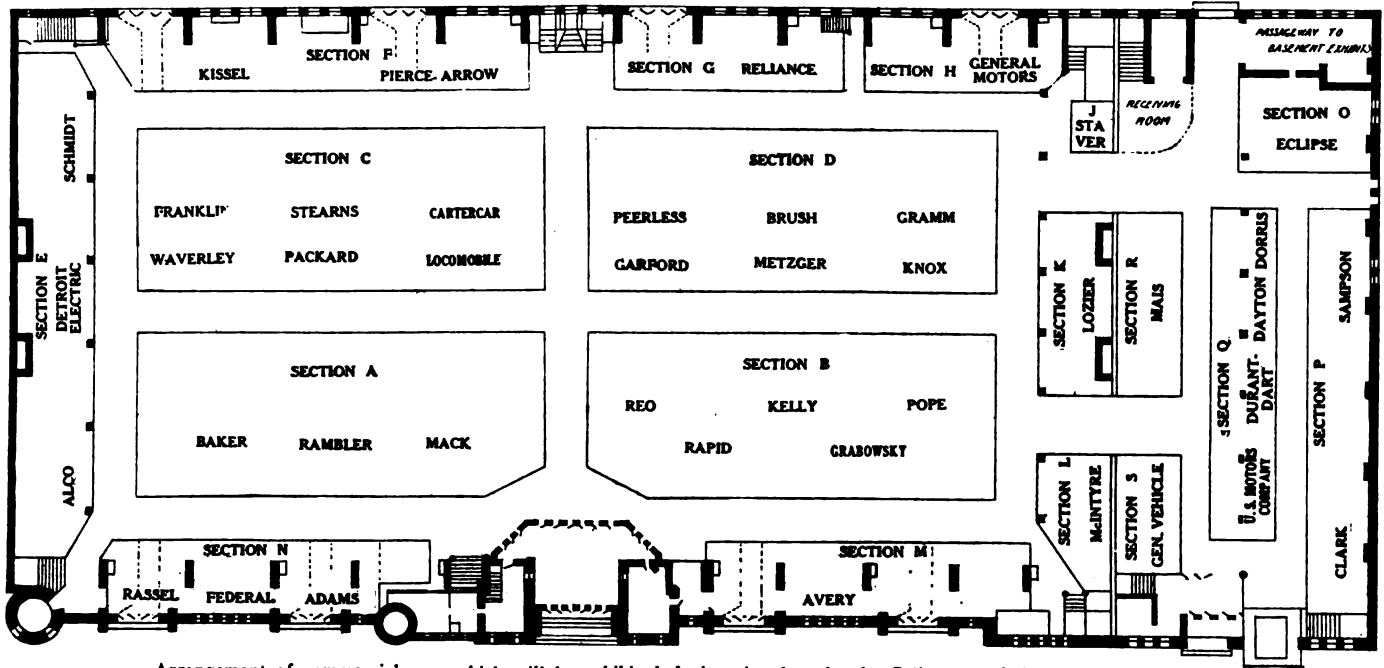 SECTION F
KISSEL
PIERCE-ARROW
SECTION G RELIANCE
SECTION H
GENERAL
MOTORS
PASSAGEWAY TO
BASEMENT EXHIBITS
J
STA
VER
RECEIVING
ROOM
SECTION O
ECLIPSE
SECTION E
SCHMIDT
DETROIT
ELECTRIC
ALCO
SECTION C
FRANKLIN STEARNS CARTERCAR
WAVERLEY PACKARD LOCOMOBILE
SECTION D
PEERLESS BRUSH GRAMM
GARFORD METZGER KNOX
SECTION K
LOZIER
SECTION R
MAIS
SECTION Q
U.S. MOTORS
COMPANY
DURANT-
DART
DAYTON DORRIS
SECTION P
SAMPSON
CLARK
SECTION A
BAKER RAMBLER MACK
SECTION B
REO KELLY POPE
RAPID GRABOWSKY
SECTION L
McINTYRE
SECTION S
GEN. VEHICLE
SECTION N
RASSEL FEDERAL ADAMS
SECTION M
AVERY